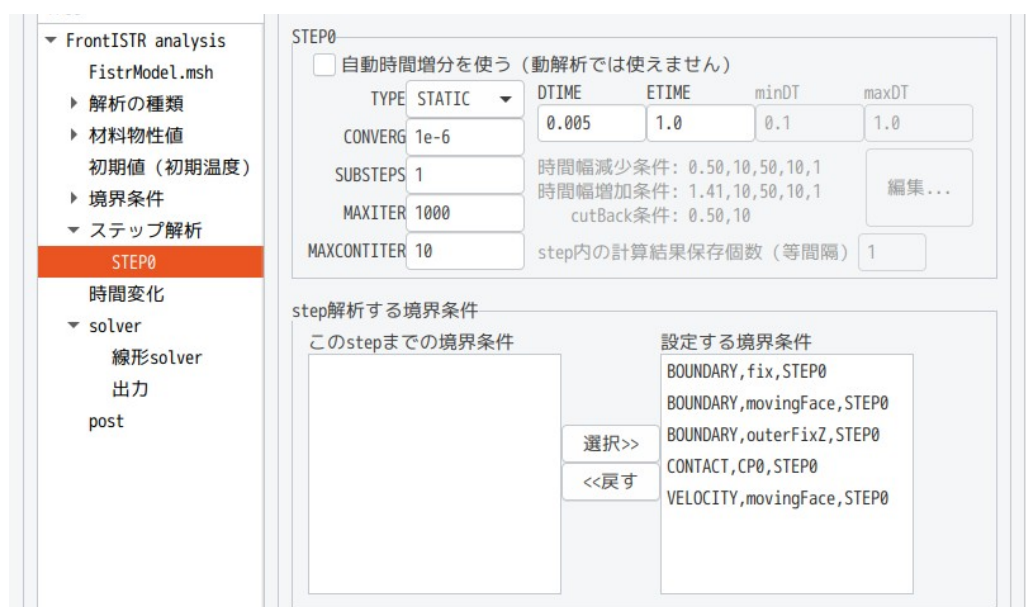 FrontISTR analysis
FistrModel.msh
解析の種類
材料物性値
初期値（初期温度）
境界条件
ステップ解析
STEP0
時間変化
solver
線形solver
出力
post
STEP0
自動時間増分を使う（動解析では使えません）
TYPE STATIC
DTIME ETIME minDT maxDT
0.005 1.0 0.1 1.0
CONVERG 1e-6
SUBSTEPS 1
MAXITER 1000
MAXCONTITER 10
時間幅減少条件: 0.50,10,50,10,1
時間幅増加条件: 1.41,10,50,10,1
cutBack条件: 0.50,10
編集...
step内の計算結果保存個数（等間隔） 1
step解析する境界条件
このstepまでの境界条件
選択>>
<<戻す
設定する境界条件
BOUNDARY,fix,STEP0
BOUNDARY,movingFace,STEP0
BOUNDARY,outerFixZ,STEP0
CONTACT,CP0,STEP0
VELOCITY,movingFace,STEP0